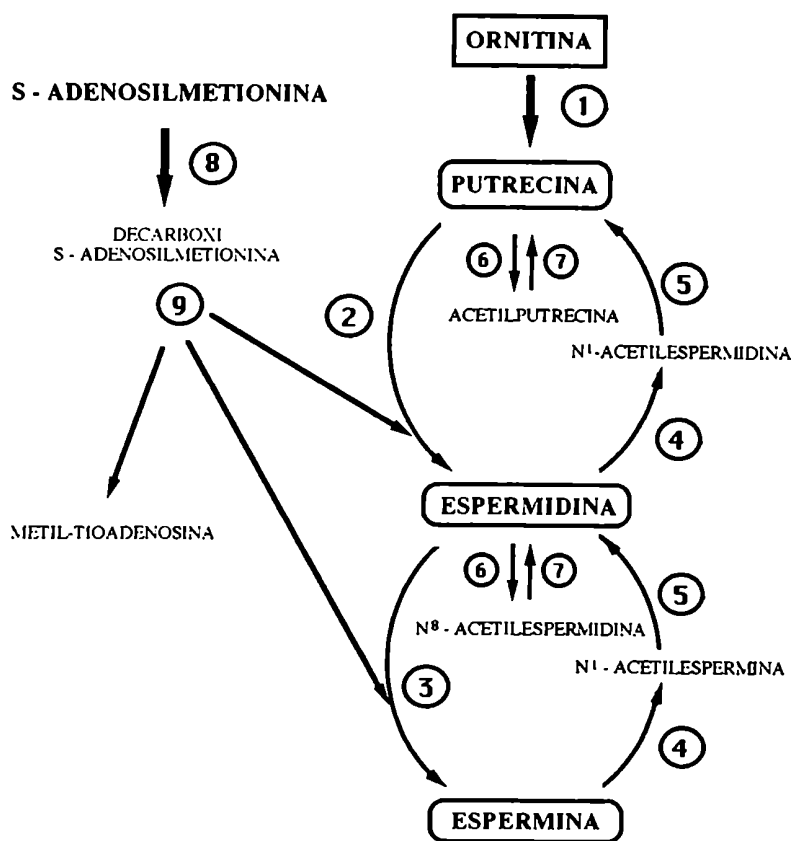 ORNITINA
S - ADENOSILMETIONINA
1
8
PUTRECINA
DECARBOXI
S - ADENOSILMETIONINA
6
7
5
9
2
ACETILPUTRECINA
N¹-ACETILESPERMIDINA
4
ESPERMIDINA
METIL-TIOADENOSINA
6
7
5
N⁸ - ACETILESPERMIDINA
N¹ - ACETILESPERMINA
3
4
ESPERMINA